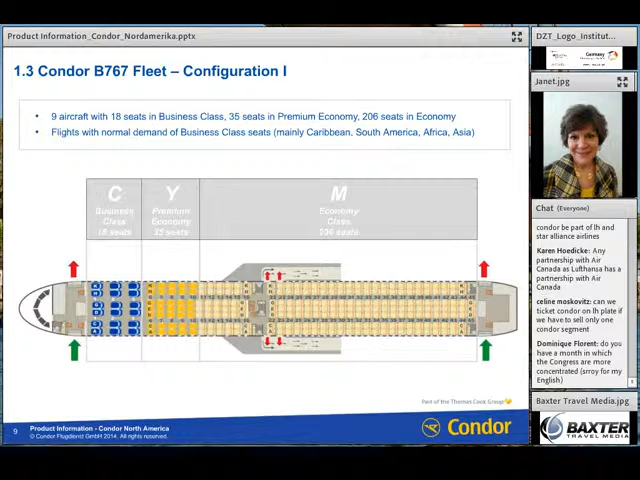 Product Information_Condor_Nordamerika.pptx
DZT_Logo_Institut...
Germany
1.3 Condor B767 Fleet – Configuration I
Janet.jpg
• 9 aircraft with 18 seats in Business Class, 35 seats in Premium Economy, 206 seats in Economy
• Flights with normal demand of Business Class seats (mainly Caribbean, South America, Africa, Asia)
C
Business
Class
18 seats
Y
Premium
Economy
35 seats
M
Economy
Class
206 seats
Chat (Everyone)
condor be part of lh and
star alliance airlines
Karen Hoedicke: Any
partnership with Air
Canada as Lufthansa has a
partnership with Air
Canada
celine moskovitz: can we
ticket condor on lh plate if
we have to sell only one
condor segment
Dominique Florent: do you
have a month in which
the Congress are more
concentrated (srroy for my
English)
Part of the Thomas Cook Group
Baxter Travel Media.jpg
9
Product Information - Condor North America
© Condor Flugdienst GmbH 2014. All rights reserved.
Condor
BAXTER
TRAVEL MEDIA